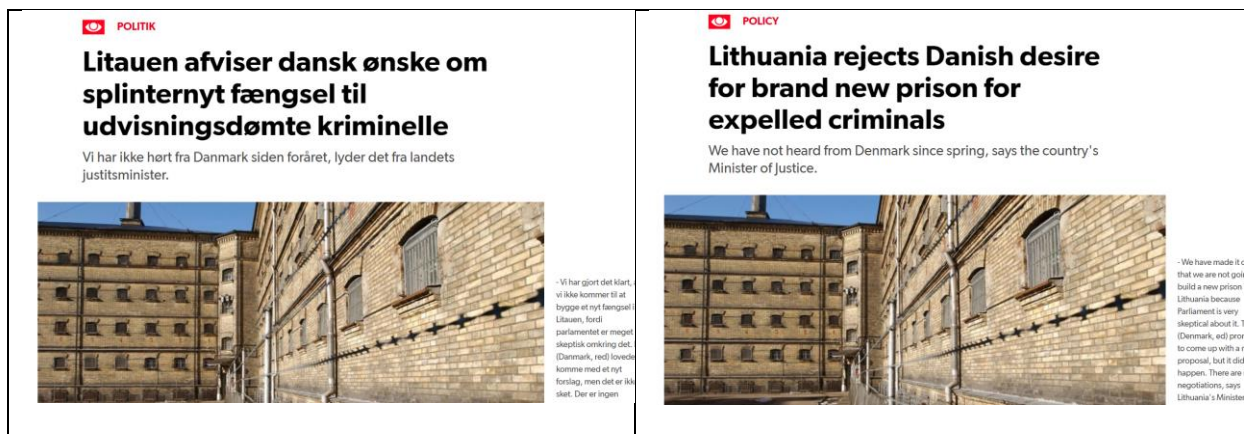 POLITIK
Litauen afviser dansk ønske om
splinternyt fængsel til
udvisningsdømte kriminelle
Vi har ikke hørt fra Danmark siden foråret, lyder det fra landets
justitsminister.
- Vi har gjort det klart,
vi ikke kommer til at
bygge et nyt fængsel i
Litauen, fordi
parlamentet er meget
skeptisk omkring det.
(Danmark, red) lovede
komme med et nyt
forslag, men det er ikke
sket. Der er ingen
POLICY
Lithuania rejects Danish desire
for brand new prison for
expelled criminals
We have not heard from Denmark since spring, says the country's
Minister of Justice.
- We have made it
that we are not
build a new prison
Lithuania because
Parliament is very
skeptical about it.
(Denmark, ed)
to come up with a
proposal, but it did
happen. There are
negotiations, says
Lithuania's Minister